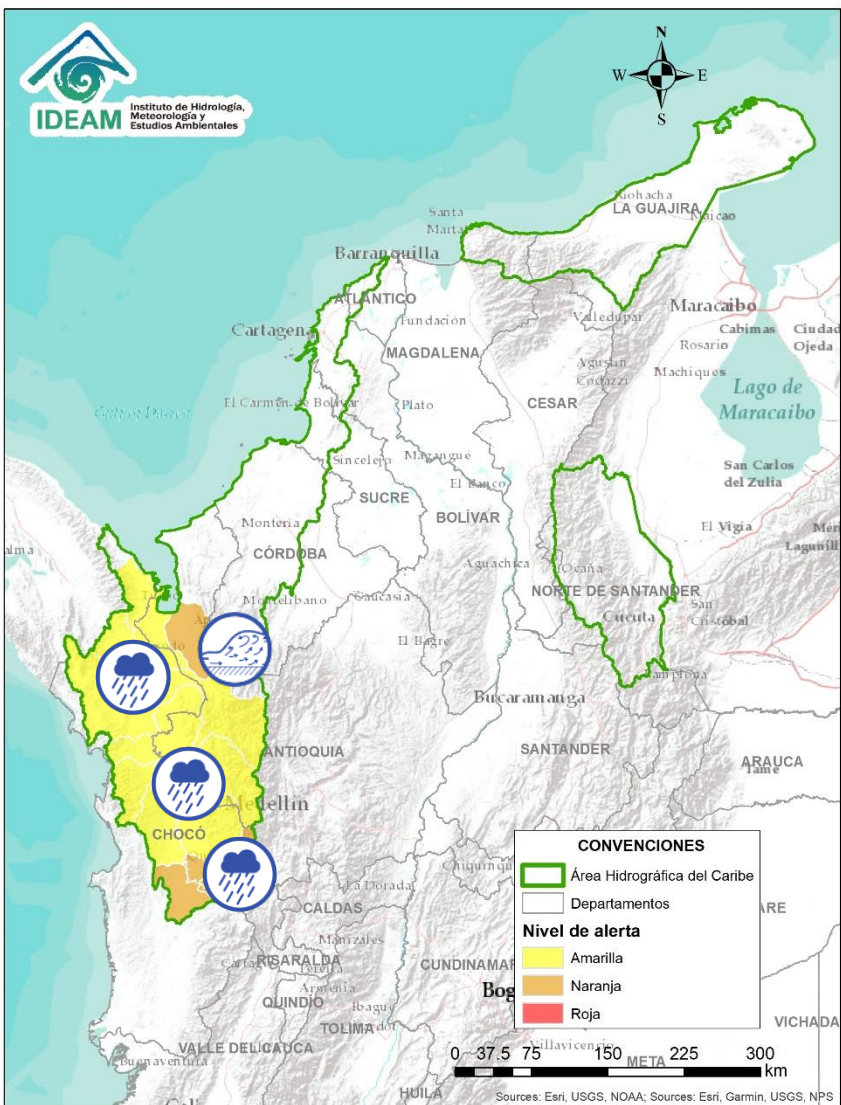 IDEAM
Instituto de Hidrología,
Meteorología y
Estudios Ambientales
N
W
E
S
Riohacha
LA GUAJIRA
Maicao
Santa
Marta
Barranquilla
ATLÁNTICO
Maracaibo
Cabimas
Ciudad
Ojeda
Fundación
Valledupar
Cartagena
MAGDALENA
Rosario
Machiques
Agustín
Codazzi
Lago de
Maracaibo
El Carmen de Bolívar
Plato
CESAR
Sincelejo
Magangue
San Carlos
del Zulia
SUCRE
El Banco
BOLÍVAR
Montería
El Vigía
CÓRDOBA
Aguachica
Ocaña
Montelibano
Caucasia
NORTE DE SANTANDER
San
Cristóbal
Cucuta
El Bagre
Pamplona
Bucaramanga
ANTIOQUIA
SANTANDER
ARAUCA
Tame
Medellín
CHOCÓ
Chiquinqu
La Dorada
CALDAS
Manizales
RISARALDA
Pereira
CUNDINAMAR
Armenia
QUINDÍO
Ibague
Bog
TOLIMA
VICHADA
VALLE DEL CAUCA
Villavicencio
META
Buenaventura
HUILA
CONVENCIONES
Área Hidrográfica del Caribe
Departamentos
Nivel de alerta
Amarilla
Naranja
Roja
0 37.5 75 150 225 300
km
Sources: Esri, USGS, NOAA; Sources: Esri, Garmin, USGS, NPS